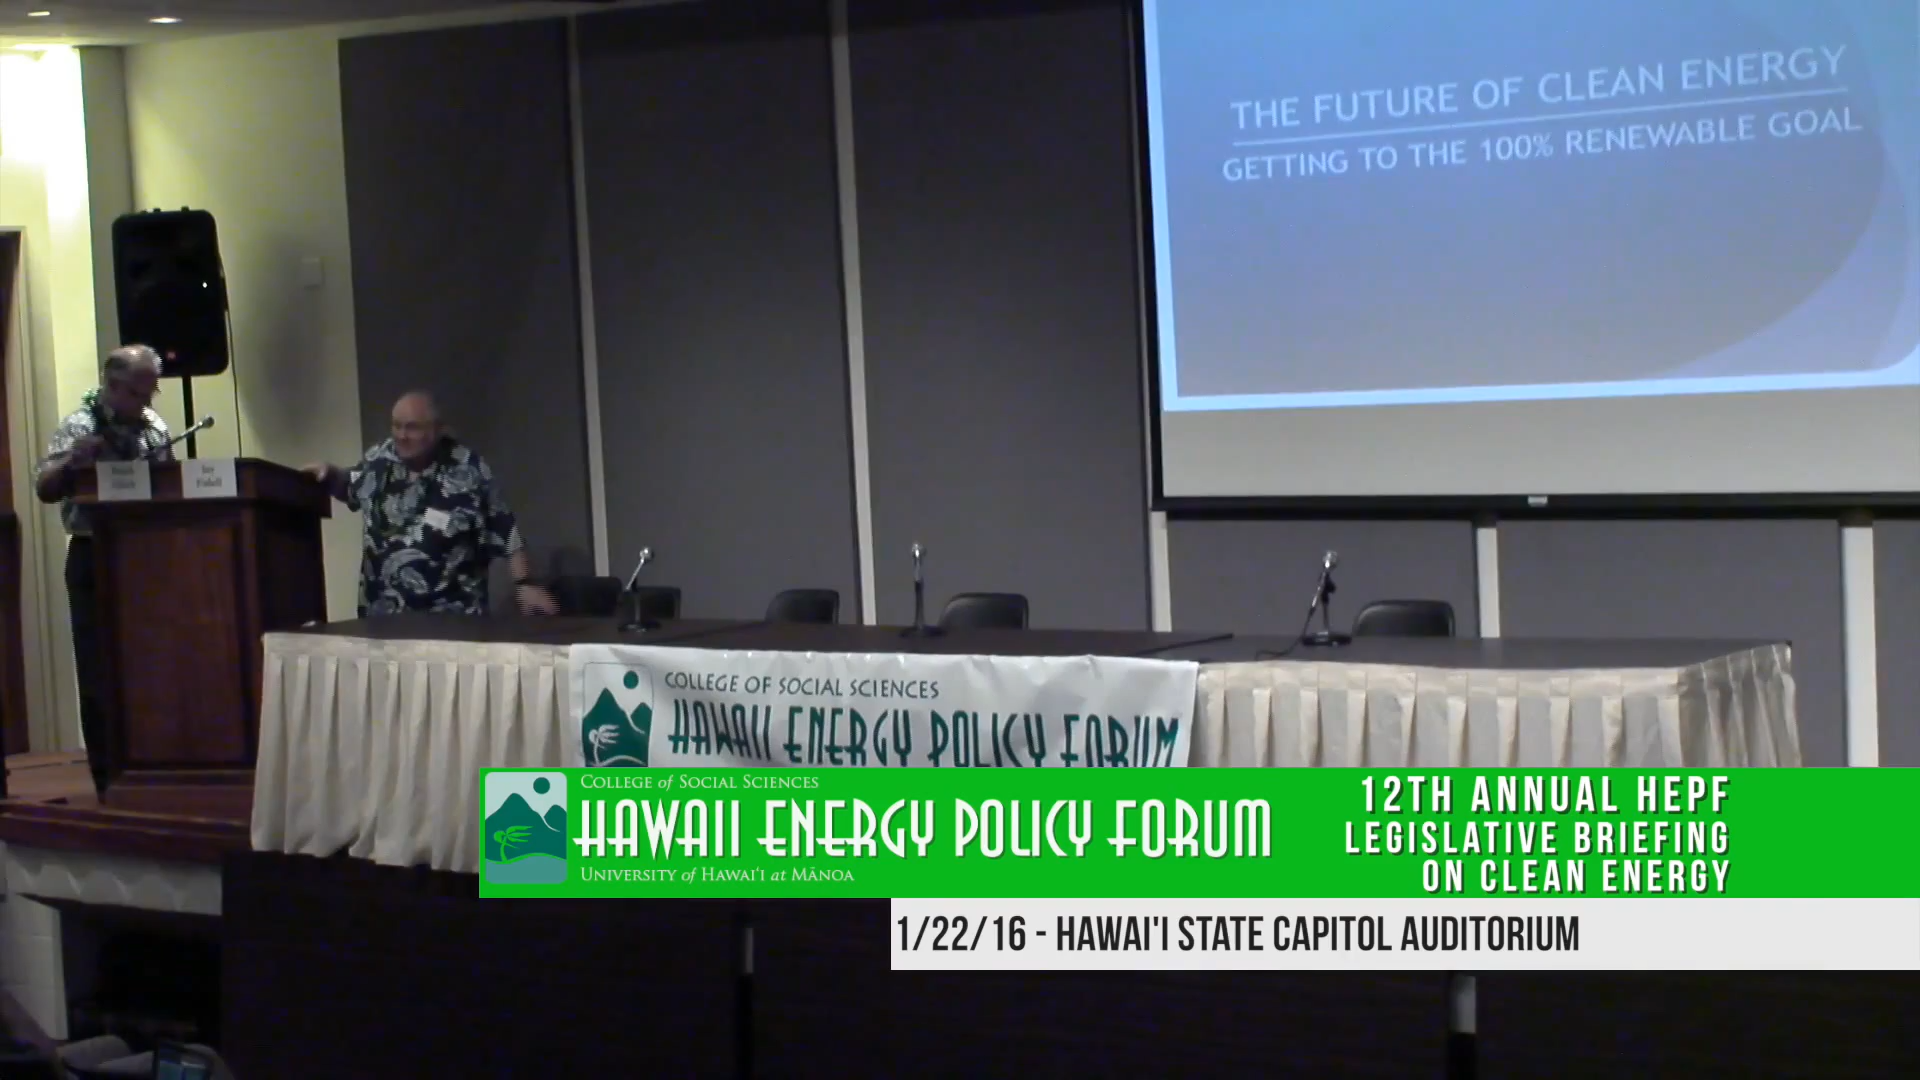 THE FUTURE OF CLEAN ENERGY
GETTING TO THE 100% RENEWABLE GOAL
Jay
Fidell
COLLEGE OF SOCIAL SCIENCES
HAWAII ENERGY POLICY FORUM
College of Social Sciences
HAWAII ENERGY POLICY FORUM
University of Hawai‘i at Mānoa
12TH ANNUAL HEPF
LEGISLATIVE BRIEFING
ON CLEAN ENERGY
1/22/16 - HAWAI'I STATE CAPITOL AUDITORIUM